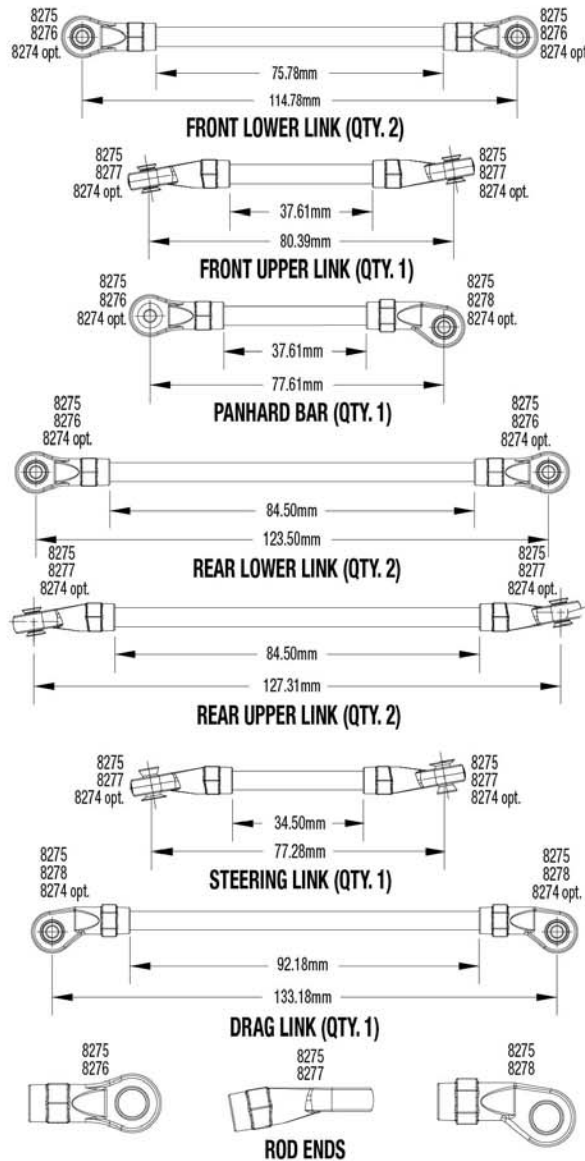 8275
8276
8274 opt.
8275
8276
8274 opt.
75.78mm
114.78mm
FRONT LOWER LINK (QTY. 2)
8275
8277
8274 opt.
8275
8277
8274 opt.
37.61mm
80.39mm
FRONT UPPER LINK (QTY. 1)
8275
8276
8274 opt.
8275
8278
8274 opt.
37.61mm
77.61mm
PANHARD BAR (QTY. 1)
8275
8276
8274 opt.
8275
8276
8274 opt.
84.50mm
123.50mm
REAR LOWER LINK (QTY. 2)
8275
8277
8274 opt.
8275
8277
8274 opt.
84.50mm
127.31mm
REAR UPPER LINK (QTY. 2)
8275
8277
8274 opt.
8275
8277
8274 opt.
34.50mm
77.28mm
STEERING LINK (QTY. 1)
8275
8278
8274 opt.
8275
8278
8274 opt.
92.18mm
133.18mm
DRAG LINK (QTY. 1)
8275
8276
8275
8277
8275
8278
ROD ENDS